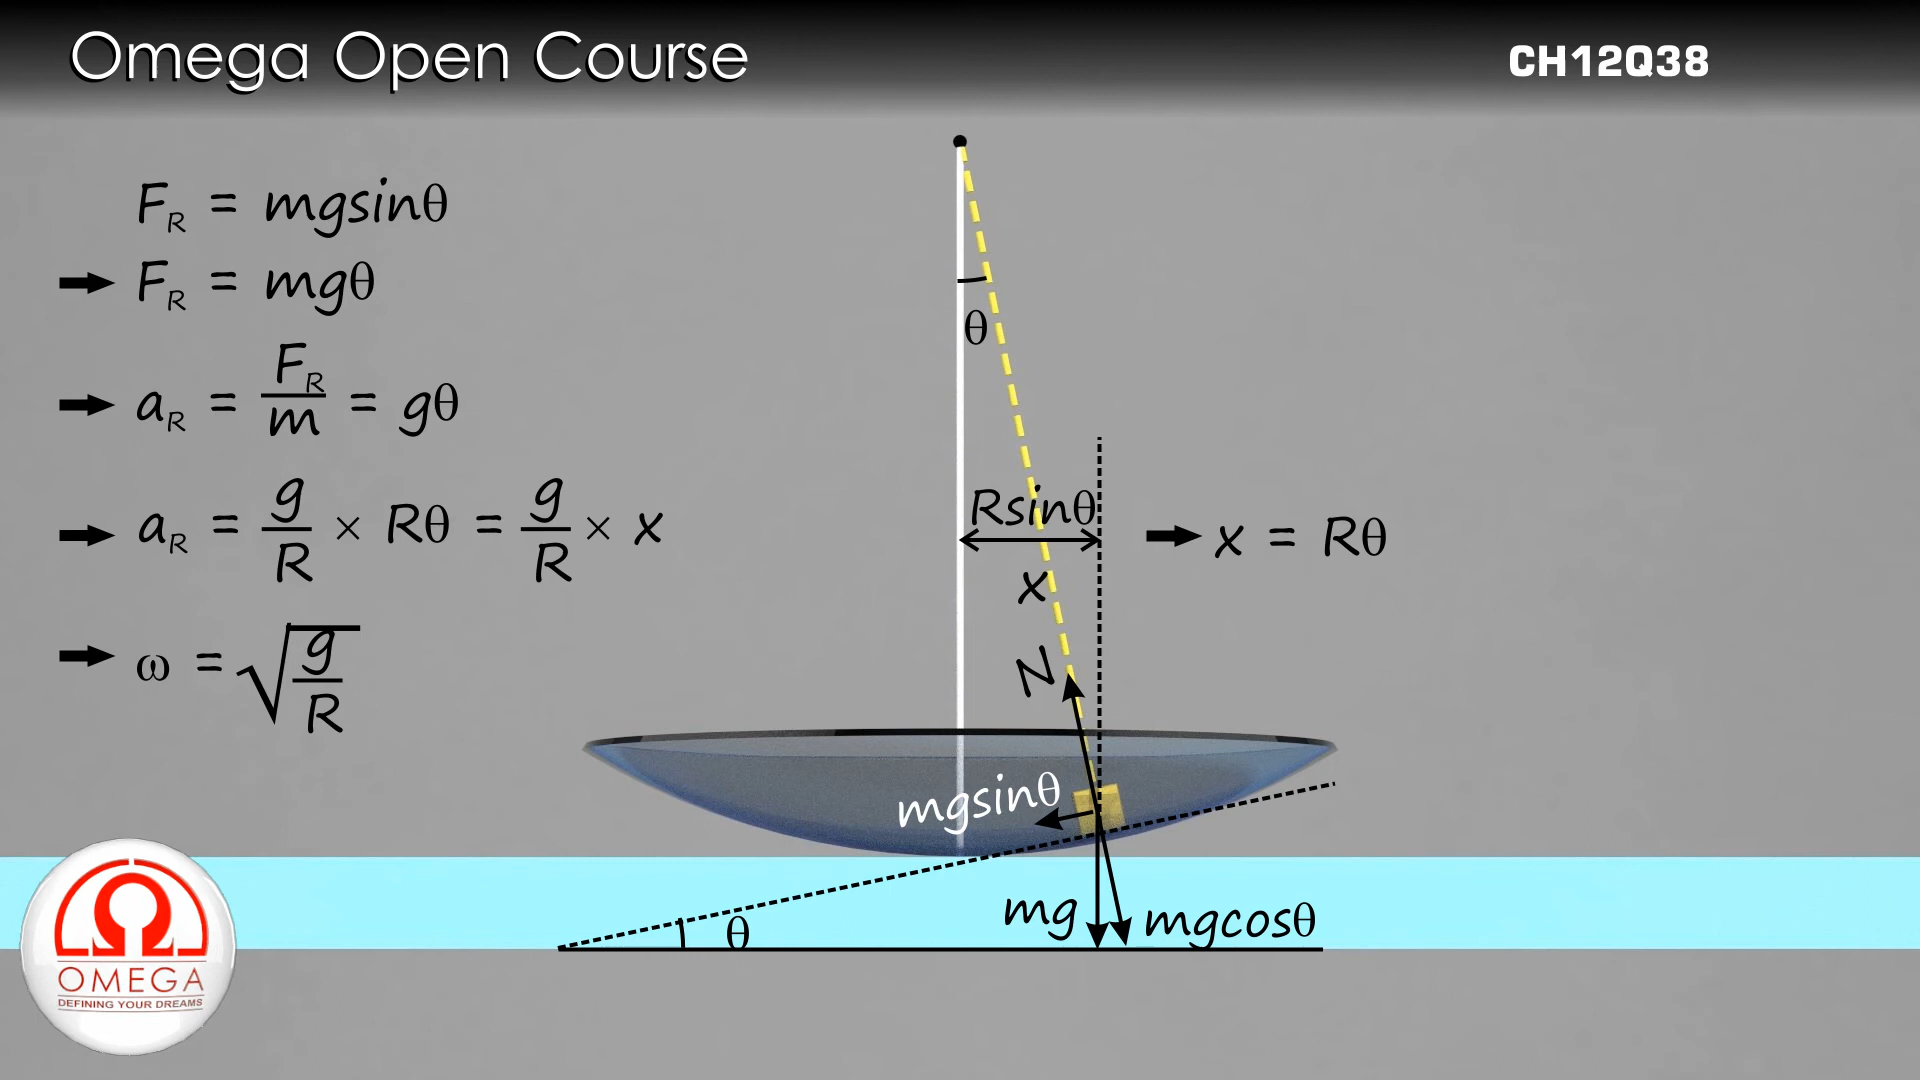 Omega Open Course
CH12Q38
F_R = mgsinθ
➡ F_R = mgθ
➡ a_R = F_R/m = gθ
➡ a_R = g/R × Rθ = g/R × x
➡ ω = √(g/R)
θ
Rsinθ
➡ x = Rθ
x
N
mgsinθ
mg
mgcosθ
θ
Ω
OMEGA
DEFINING YOUR DREAMS